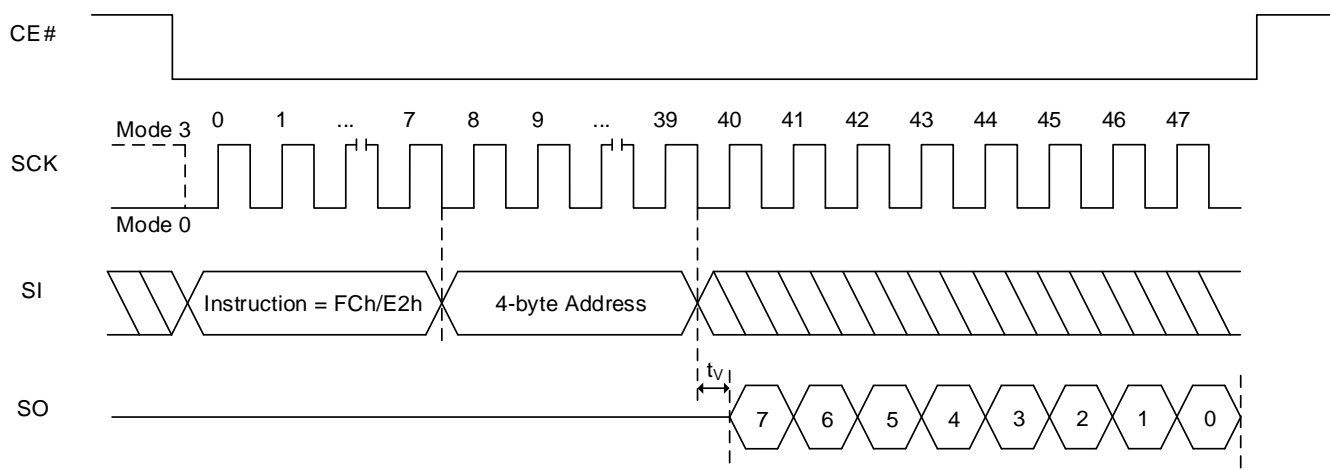 CE#
Mode 3 0 1 ... 7 8 9 ... 39 40 41 42 43 44 45 46 47
SCK
Mode 0
SI Instruction = FCh/E2h 4-byte Address
tV
SO 7 6 5 4 3 2 1 0